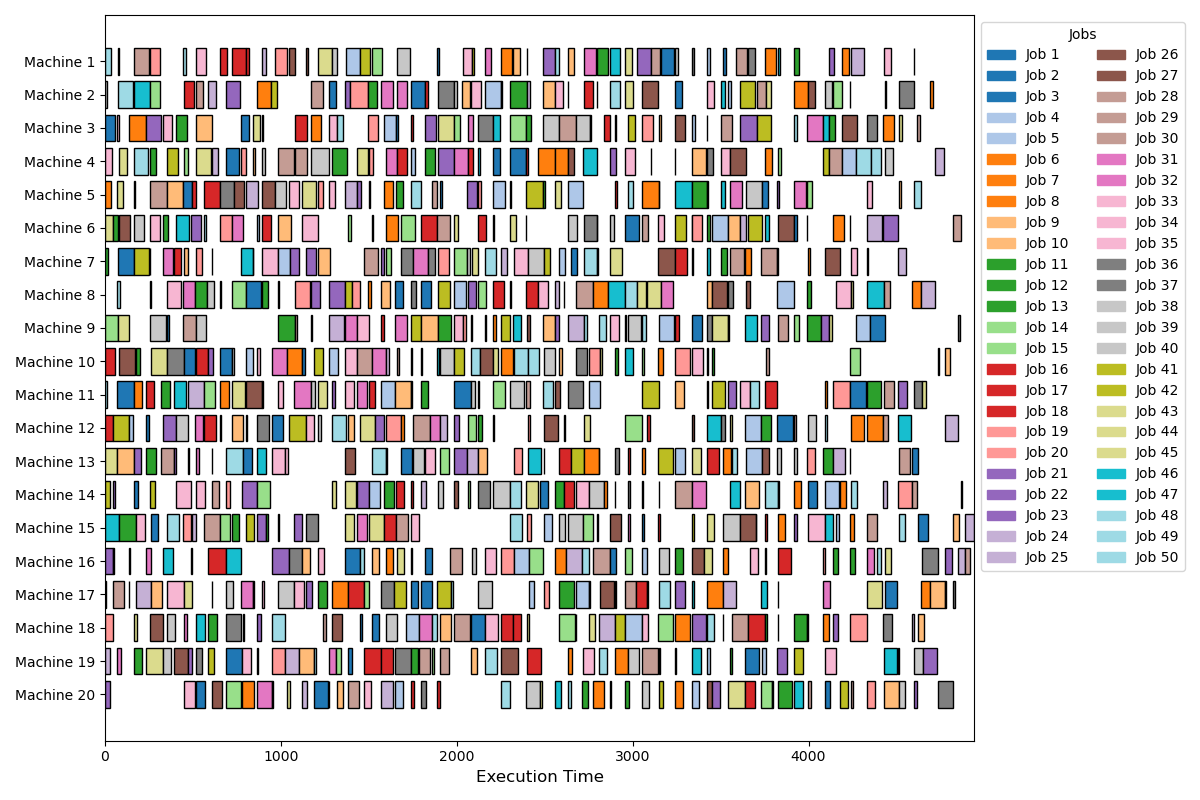 Machine 1
Machine 2
Machine 3
Machine 4
Machine 5
Machine 6
Machine 7
Machine 8
Machine 9
Machine 10
Machine 11
Machine 12
Machine 13
Machine 14
Machine 15
Machine 16
Machine 17
Machine 18
Machine 19
Machine 20
0 1000 2000 3000 4000
Execution Time
Jobs
Job 1 Job 26
Job 2 Job 27
Job 3 Job 28
Job 4 Job 29
Job 5 Job 30
Job 6 Job 31
Job 7 Job 32
Job 8 Job 33
Job 9 Job 34
Job 10 Job 35
Job 11 Job 36
Job 12 Job 37
Job 13 Job 38
Job 14 Job 39
Job 15 Job 40
Job 16 Job 41
Job 17 Job 42
Job 18 Job 43
Job 19 Job 44
Job 20 Job 45
Job 21 Job 46
Job 22 Job 47
Job 23 Job 48
Job 24 Job 49
Job 25 Job 50